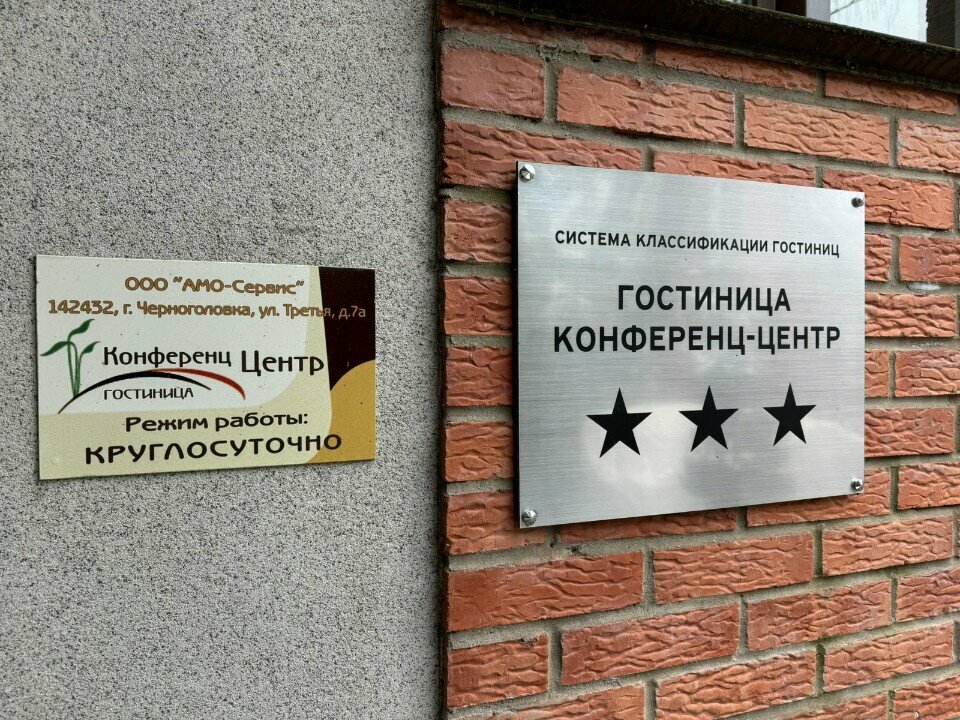 ООО "АМО-Сервис"
142432, г. Черноголовка, ул. Третья, д.7а
Конференц Центр
ГОСТИНИЦА
Режим работы:
КРУГЛОСУТОЧНО
СИСТЕМА КЛАССИФИКАЦИИ ГОСТИНИЦ
ГОСТИНИЦА
КОНФЕРЕНЦ-ЦЕНТР